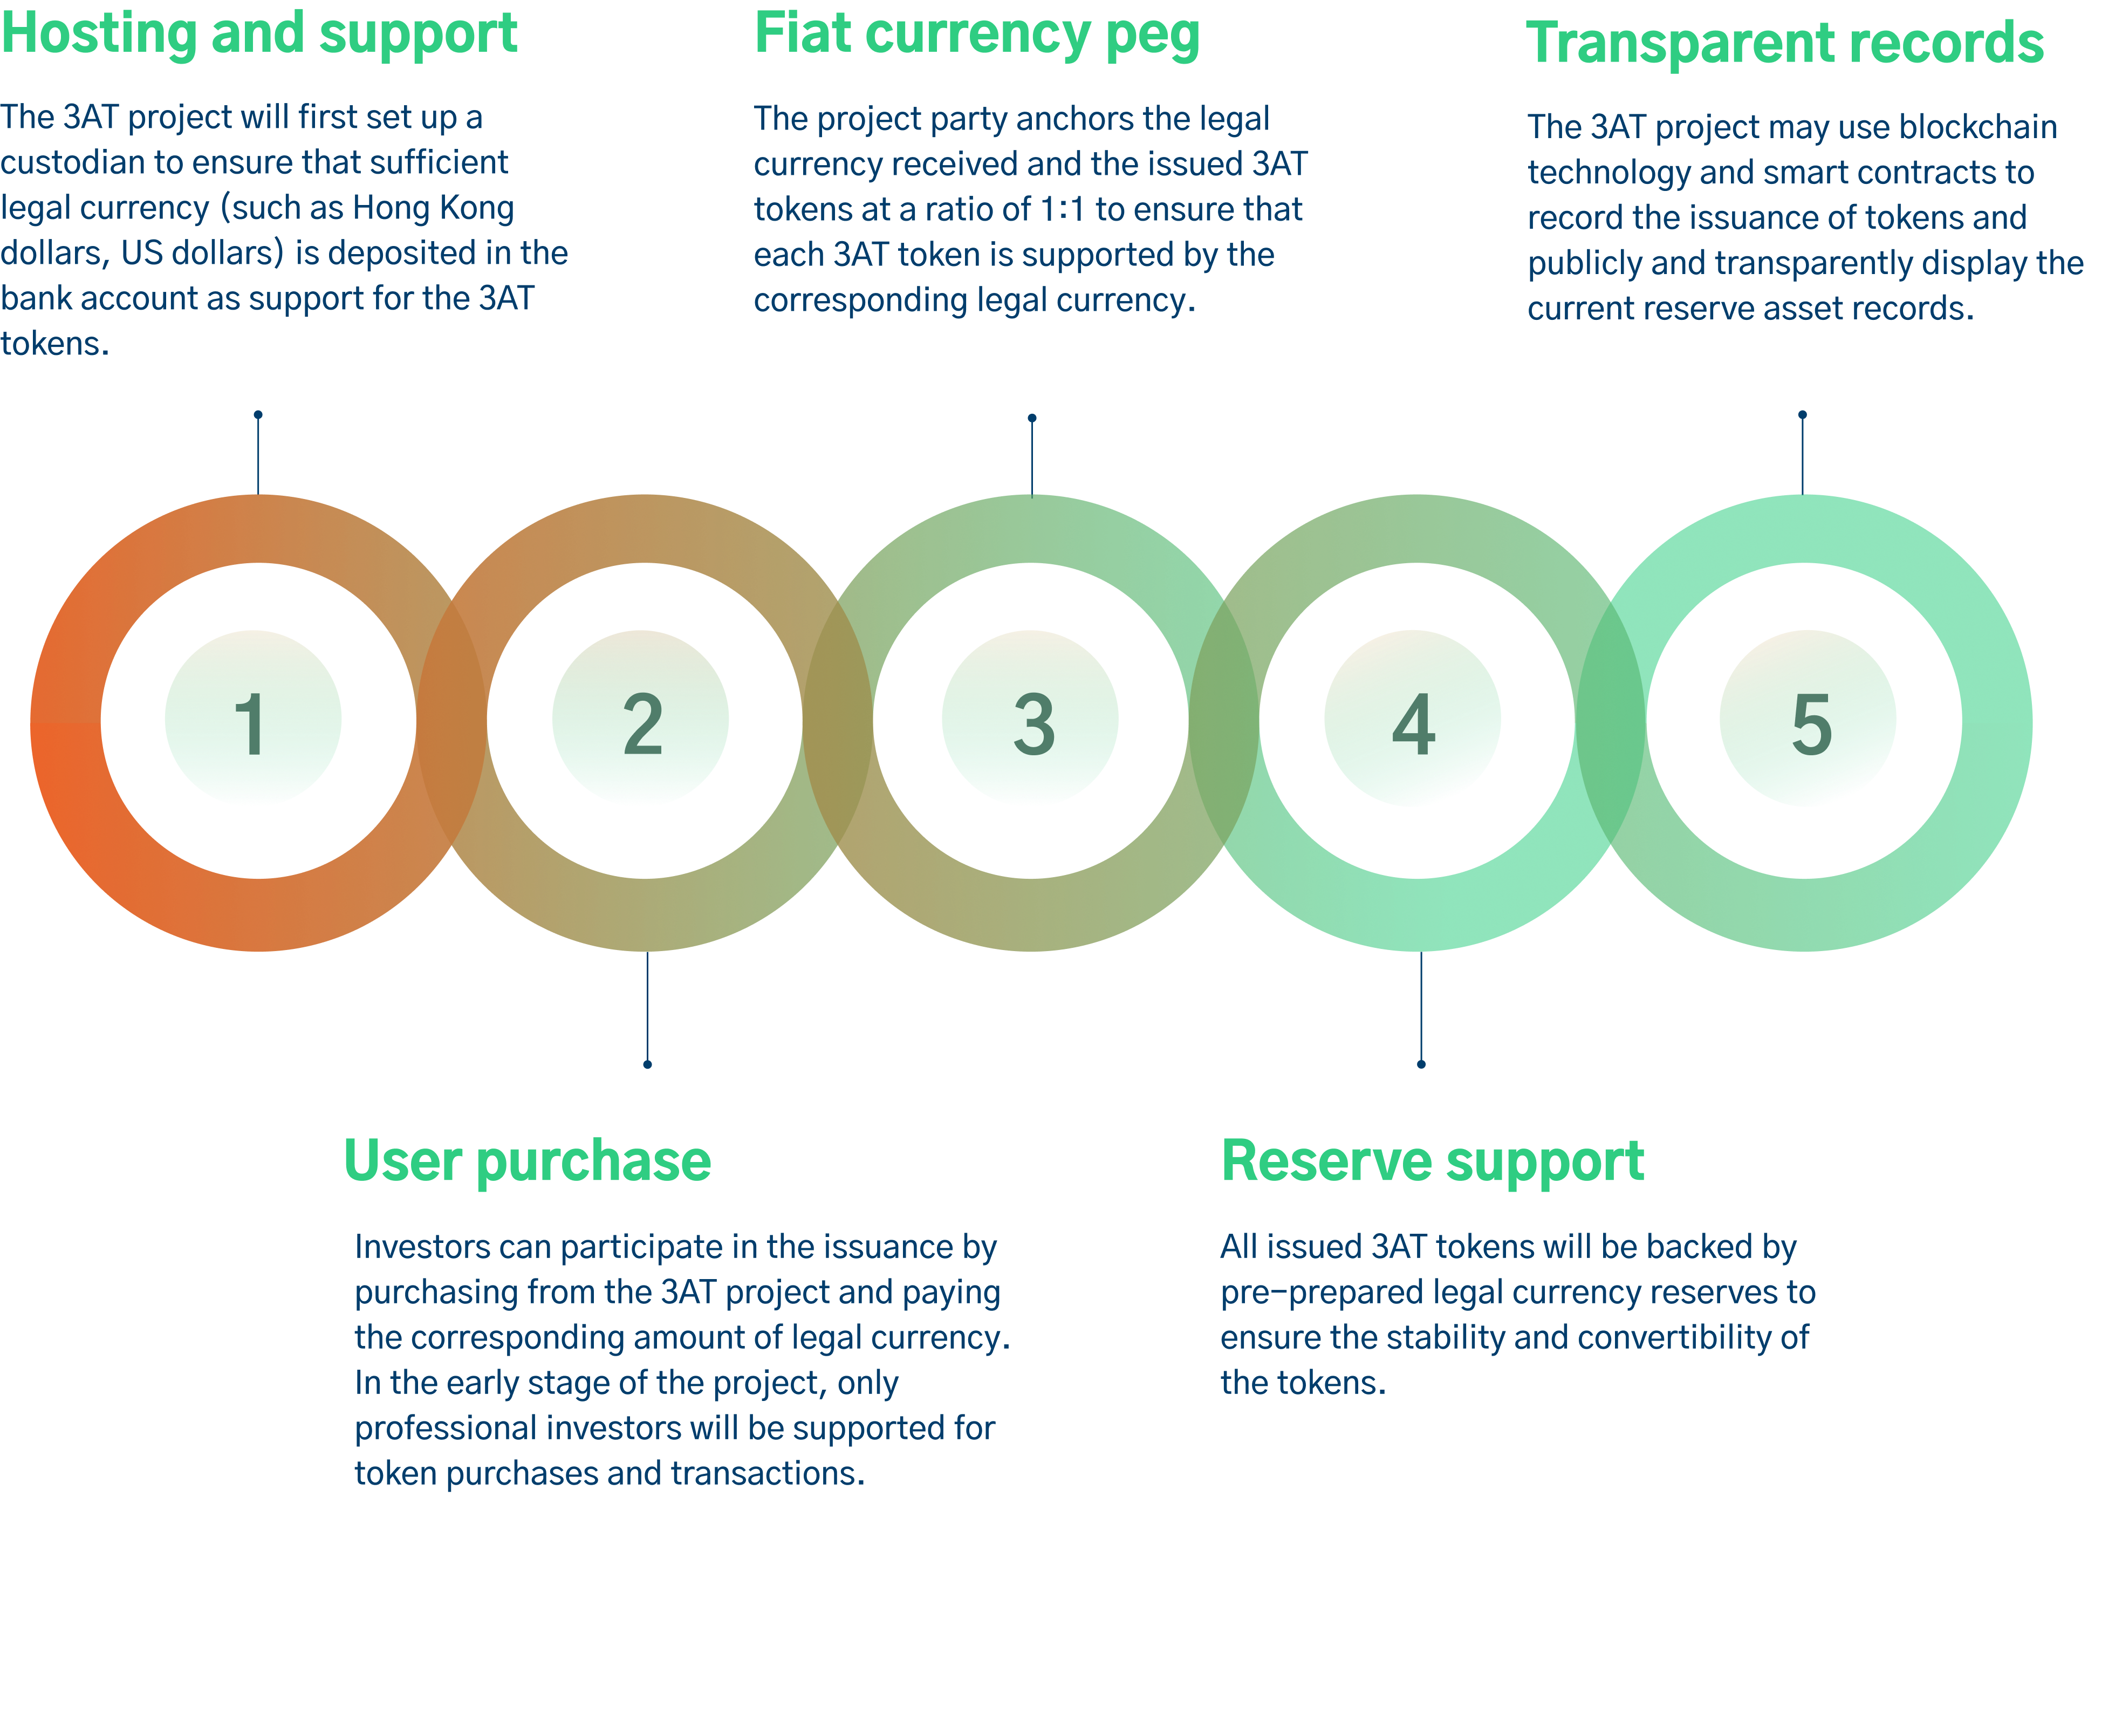 Hosting and support
The 3AT project will first set up a
custodian to ensure that sufficient
legal currency (such as Hong Kong
dollars, US dollars) is deposited in the
bank account as support for the 3AT
tokens.
Fiat currency peg
The project party anchors the legal
currency received and the issued 3AT
tokens at a ratio of 1:1 to ensure that
each 3AT token is supported by the
corresponding legal currency.
Transparent records
The 3AT project may use blockchain
technology and smart contracts to
record the issuance of tokens and
publicly and transparently display the
current reserve asset records.
1
2
3
4
5
User purchase
Investors can participate in the issuance by
purchasing from the 3AT project and paying
the corresponding amount of legal currency.
In the early stage of the project, only
professional investors will be supported for
token purchases and transactions.
Reserve support
All issued 3AT tokens will be backed by
pre-prepared legal currency reserves to
ensure the stability and convertibility of
the tokens.